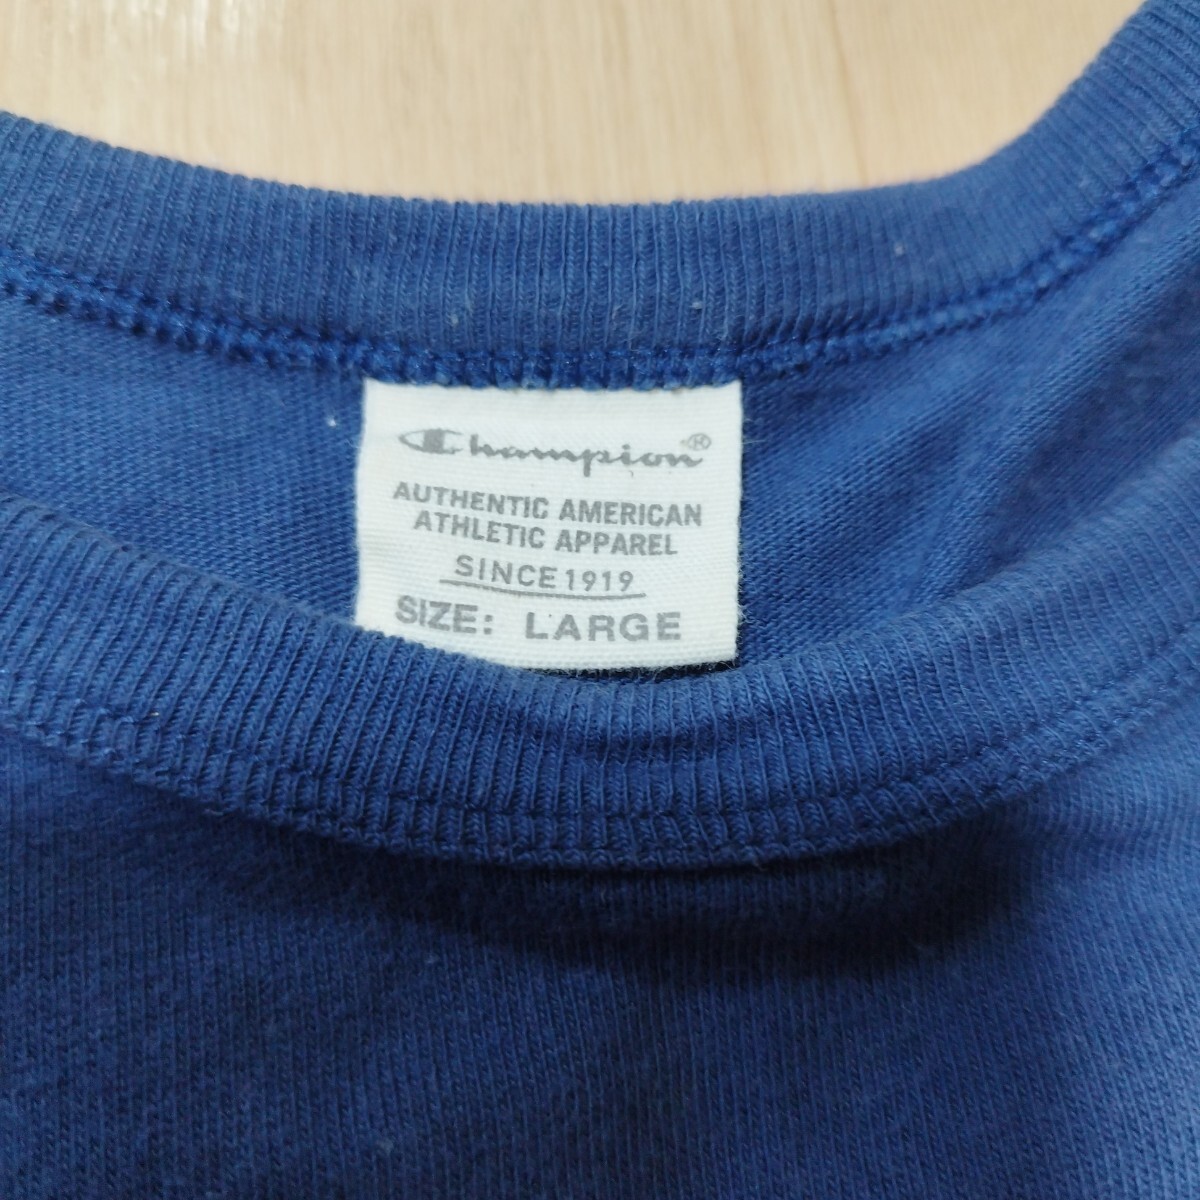 Champion®
AUTHENTIC AMERICAN
ATHLETIC APPAREL
SINCE 1919
SIZE: LARGE